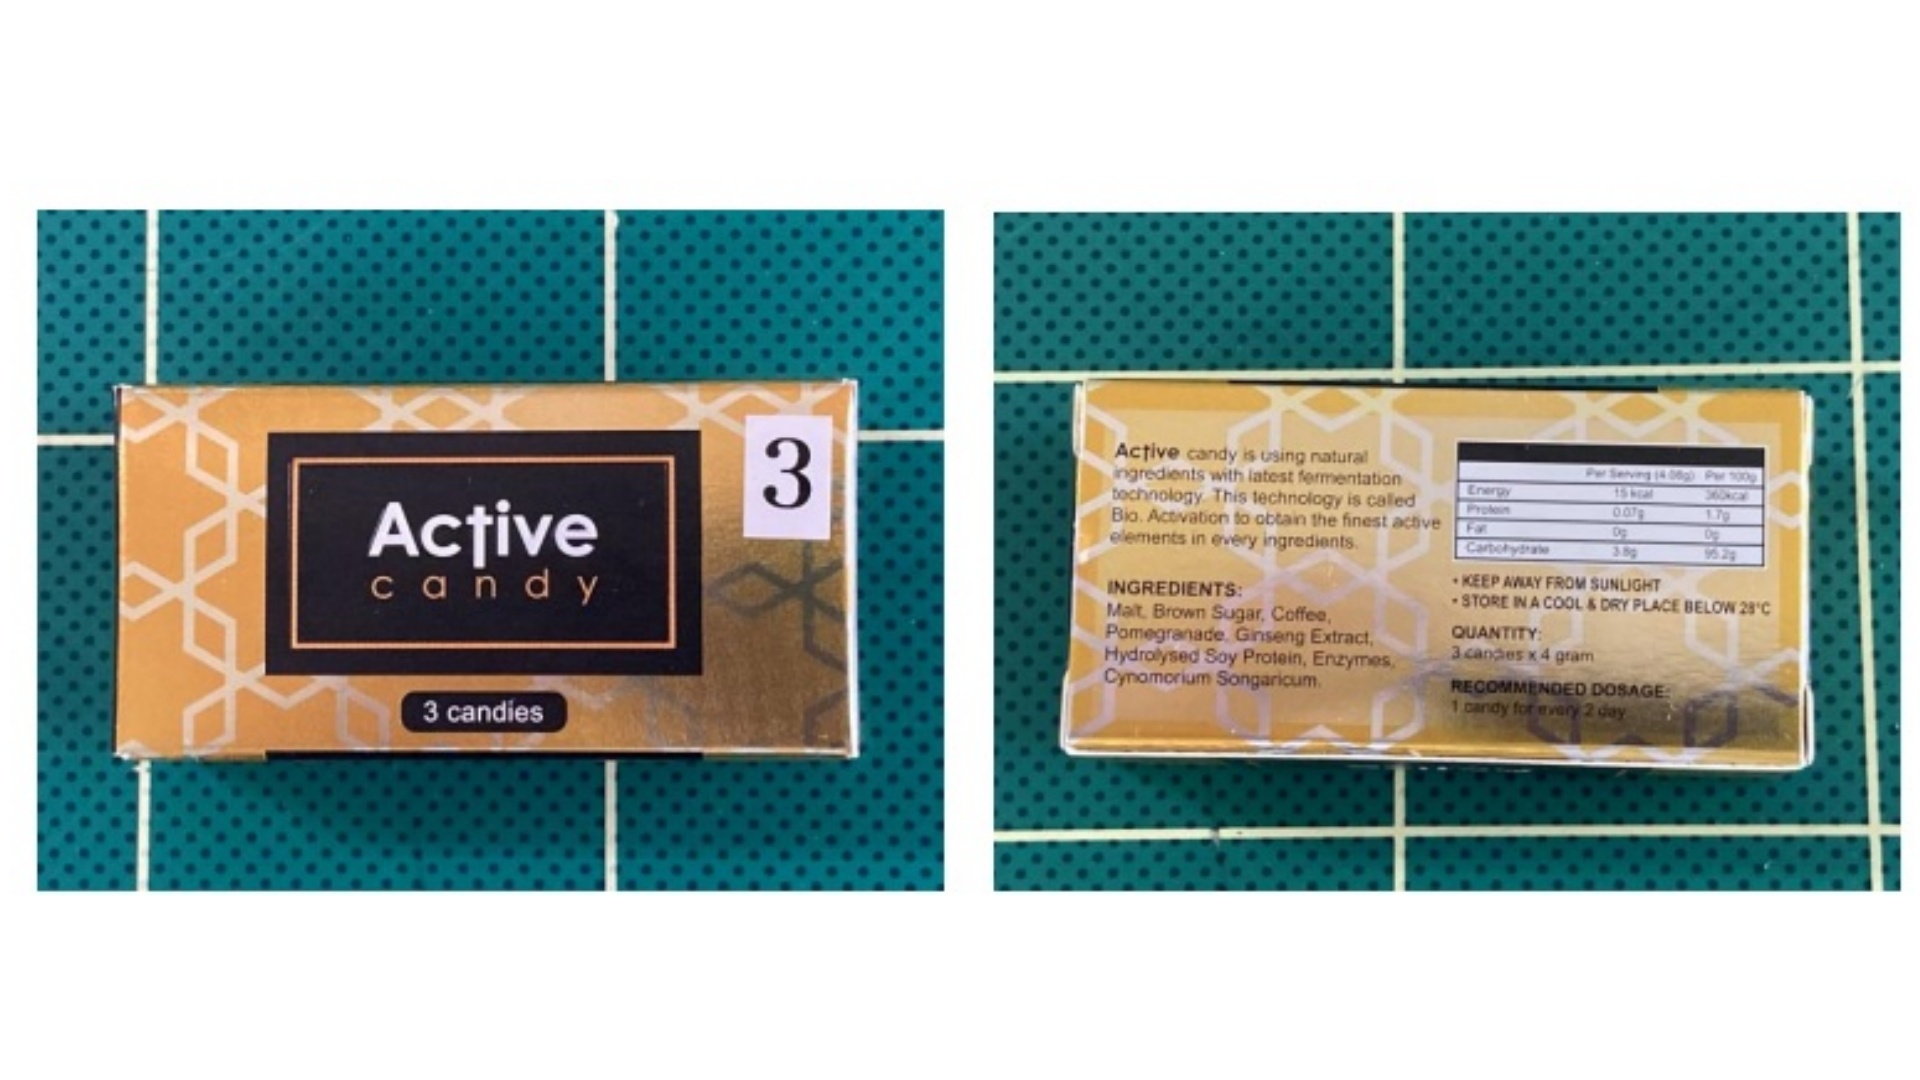 Active
candy
3
3 candies
Active candy is using natural
ingredients with latest fermentation
technology. This technology is called
Bio. Activation to obtain the finest active
elements in every ingredients.
INGREDIENTS:
Malt, Brown Sugar, Coffee,
Pomegranade, Ginseng Extract,
Hydrolysed Soy Protein, Enzymes,
Cynomorium Songaricum.
Per Serving (4.08g) Per 100g
Energy 15 kcal 360kcal
Protein 0.07g 1.7g
Fat 0g 0g
Carbohydrate 3.8g 95.2g
• KEEP AWAY FROM SUNLIGHT
• STORE IN A COOL & DRY PLACE BELOW 28°C
QUANTITY:
3 candies x 4 gram
RECOMMENDED DOSAGE:
1 candy for every 2 day